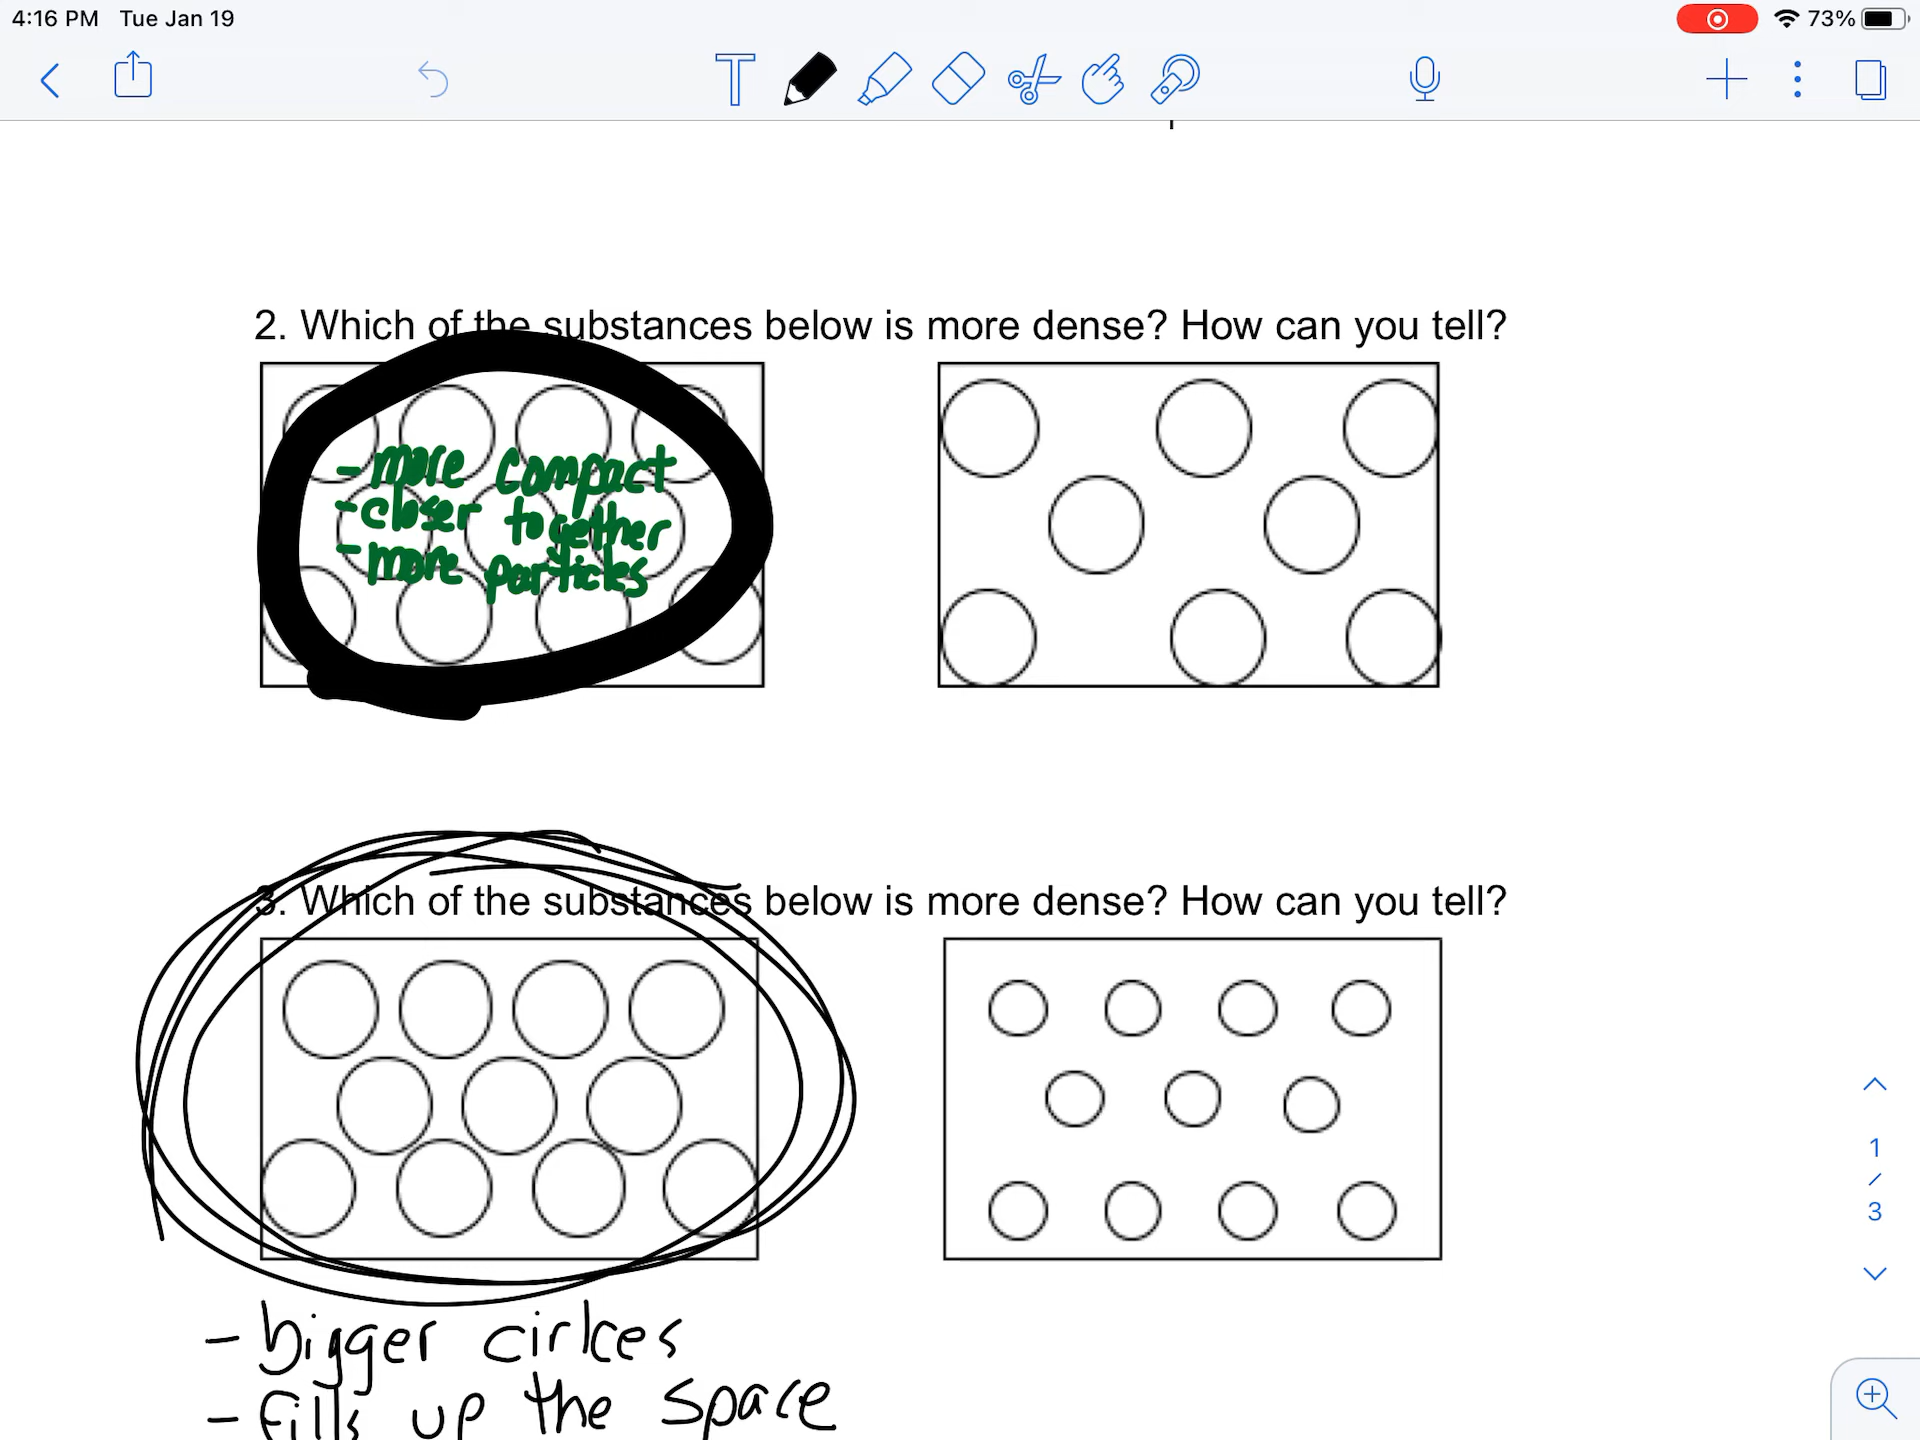 4:16 PM Tue Jan 19
73%
2. Which of the substances below is more dense? How can you tell?
- more compact
- closer together
- more particles
3. Which of the substances below is more dense? How can you tell?
1
/
3
- bigger cirlces
- fills up the space